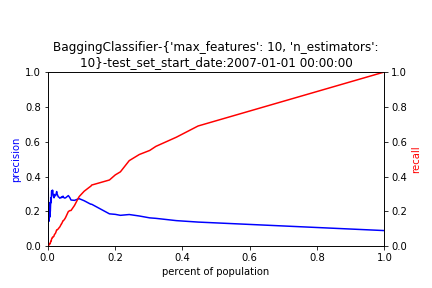 BaggingClassifier-{'max_features': 10, 'n_estimators':
10}-test_set_start_date:2007-01-01 00:00:00
1.0
0.8
0.6
0.4
0.2
0.0
precision
1.0
0.8
0.6
0.4
0.2
0.0
recall
0.0 0.2 0.4 0.6 0.8 1.0
percent of population